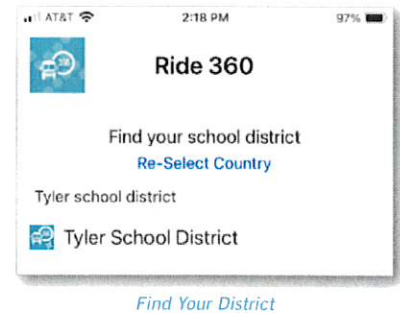 AT&T 2:18 PM 97%
Ride 360
Find your school district
Re-Select Country
Tyler school district
Tyler School District
Find Your District